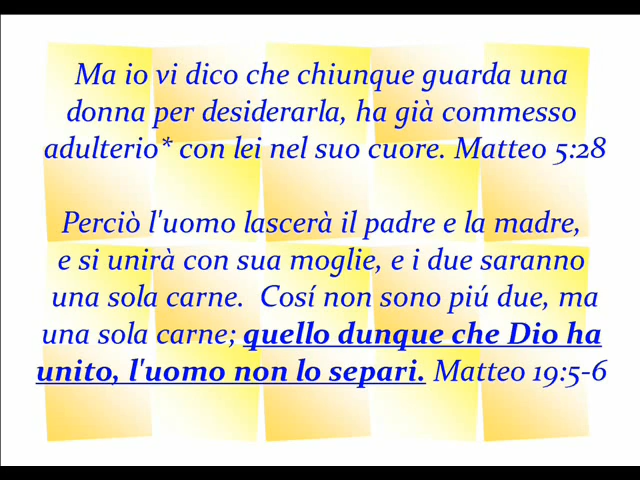 Ma io vi dico che chiunque guarda una
donna per desiderarla, ha già commesso
adulterio* con lei nel suo cuore. Matteo 5:28
Perciò l'uomo lascerà il padre e la madre,
e si unirà con sua moglie, e i due saranno
una sola carne.  Cosí non sono piú due, ma
una sola carne; quello dunque che Dio ha
unito, l'uomo non lo separi. Matteo 19:5-6